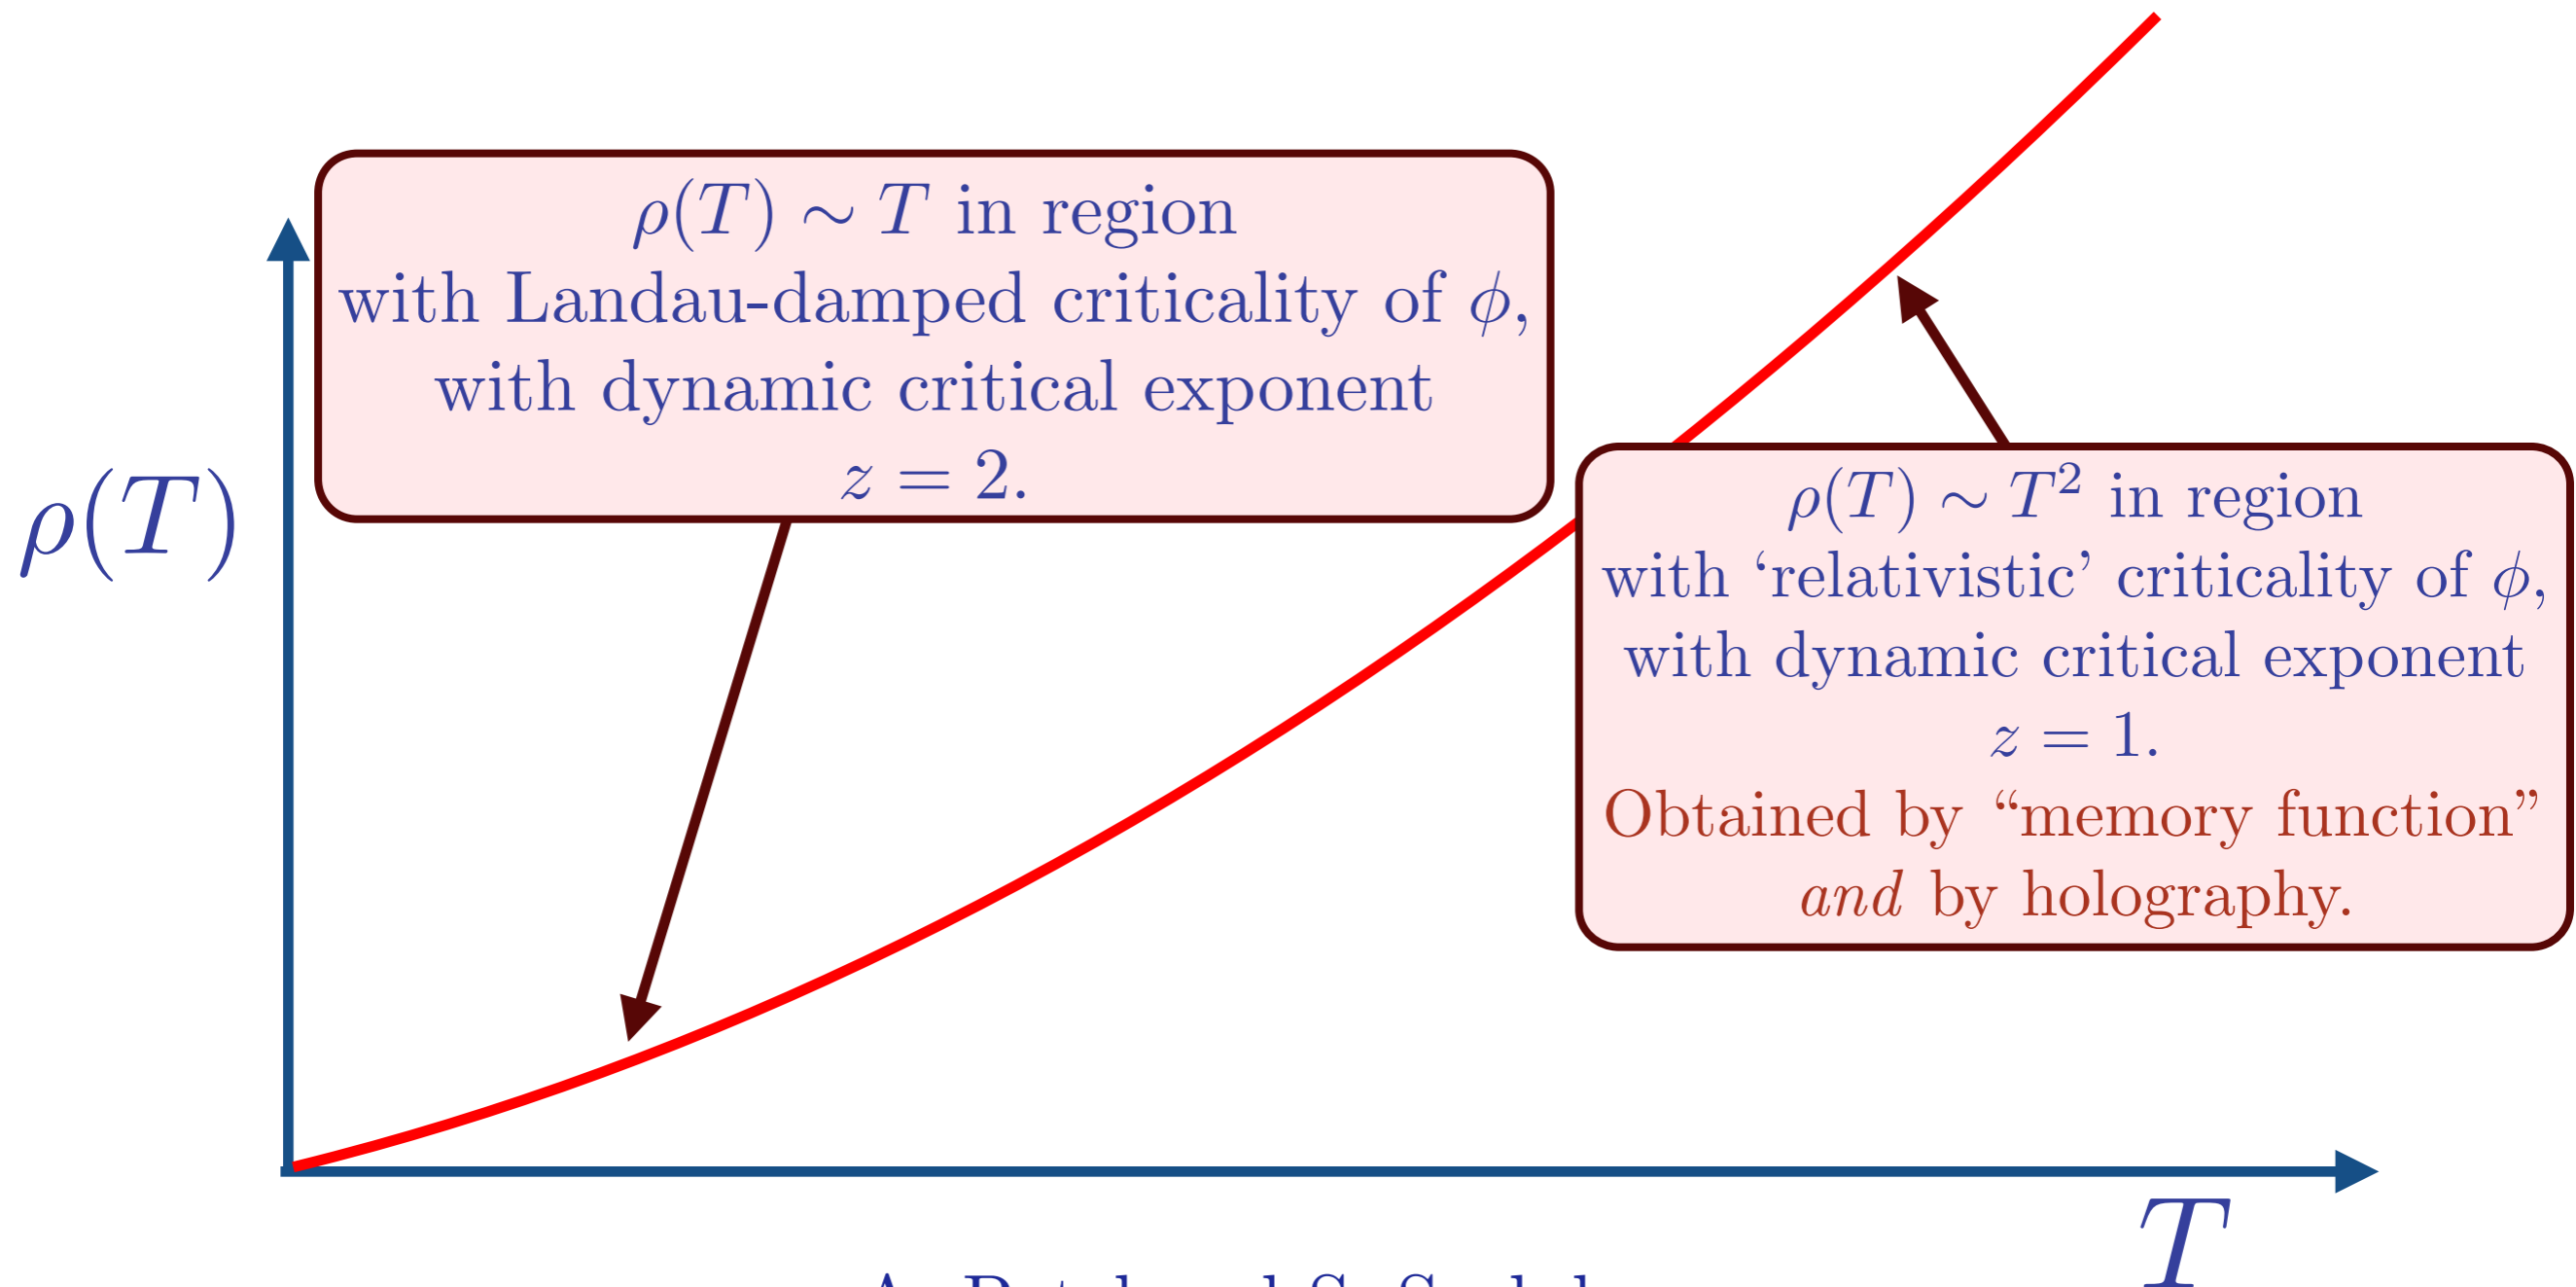 ρ(T) ∼ T in region
with Landau-damped criticality of ϕ,
with dynamic critical exponent
z = 2.
ρ(T)
ρ(T) ∼ T² in region
with ‘relativistic’ criticality of ϕ,
with dynamic critical exponent
z = 1.
Obtained by “memory function”
and by holography.
T